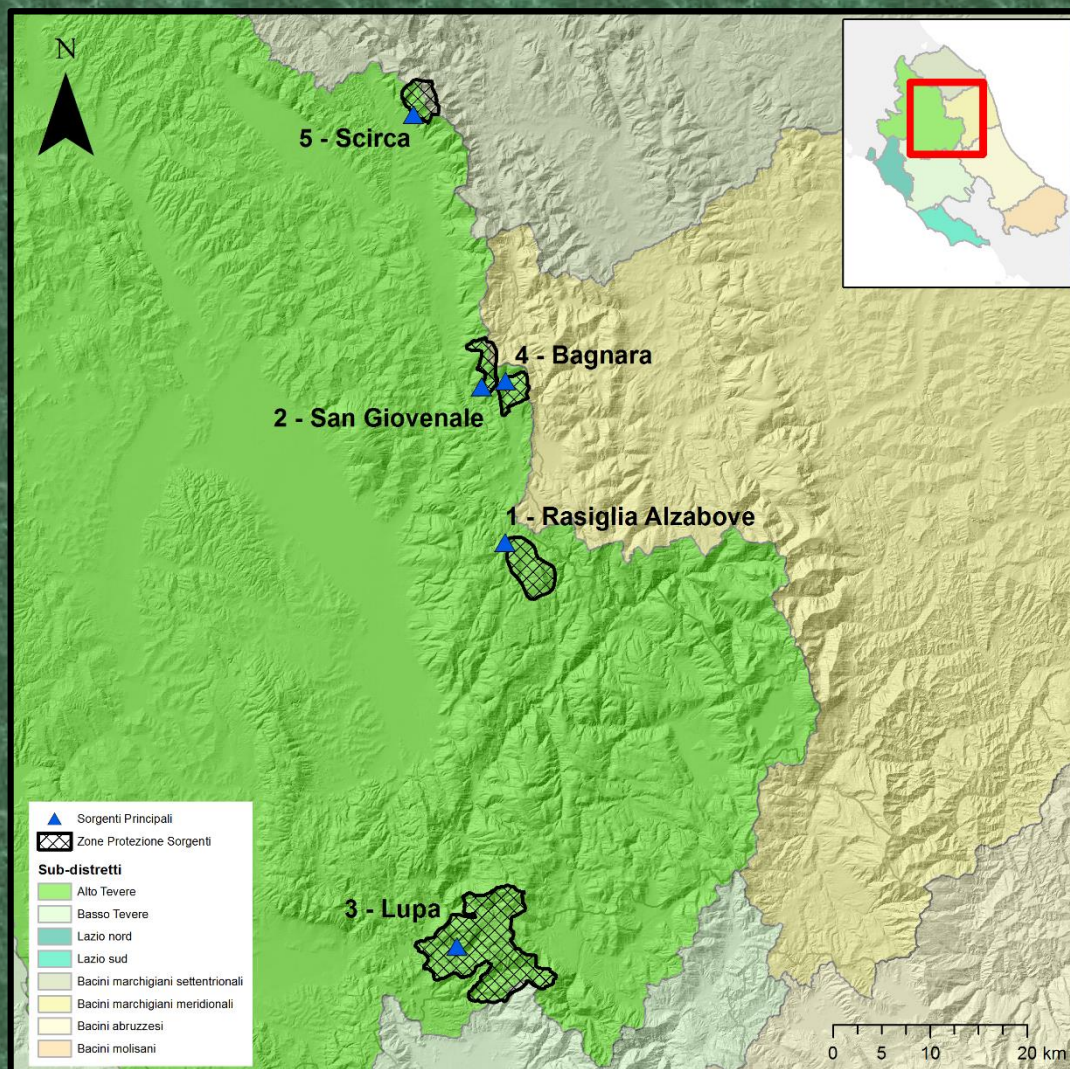 N
5 - Scirca
4 - Bagnara
2 - San Giovenale
1 - Rasiglia Alzabove
3 - Lupa
Sorgenti Principali
Zone Protezione Sorgenti
Sub-distretti
Alto Tevere
Basso Tevere
Lazio nord
Lazio sud
Bacini marchigiani settentrionali
Bacini marchigiani meridionali
Bacini abruzzesi
Bacini molisani
0 5 10 20 km